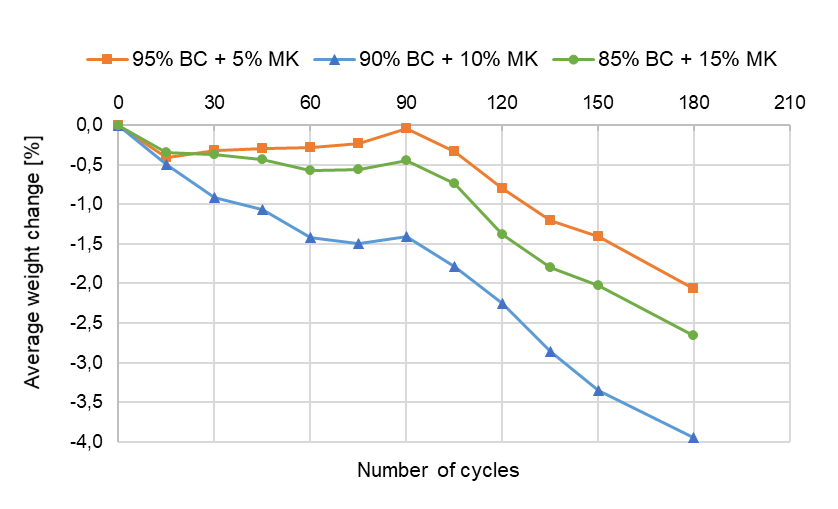 95% BC + 5% MK 90% BC + 10% MK 85% BC + 15% MK
0 30 60 90 120 150 180 210
0,0
-0,5
-1,0
-1,5
-2,0
-2,5
-3,0
-3,5
-4,0
Average weight change [%]
Number of cycles